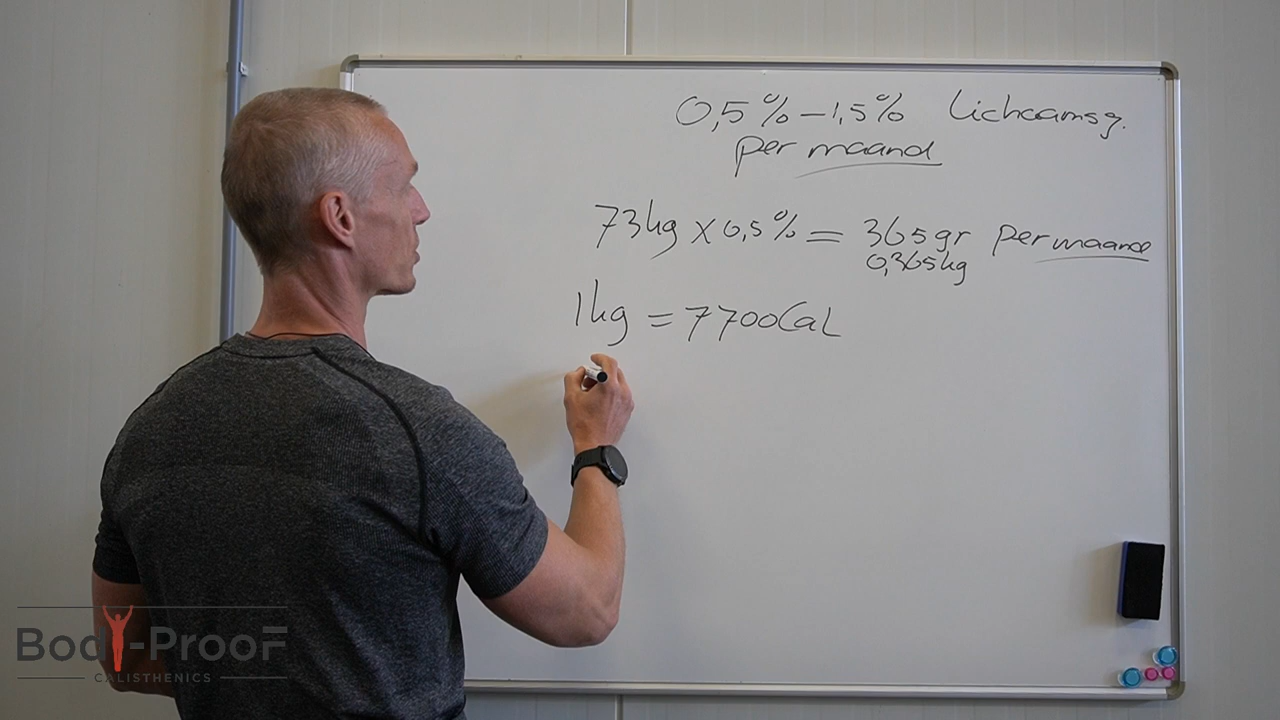 0,5% – 1,5% lichaamsg.
per maand
73kg x 0,5% = 365gr per maand
0,365kg
1kg = 7700Cal
BODY-PROOF
CALISTHENICS